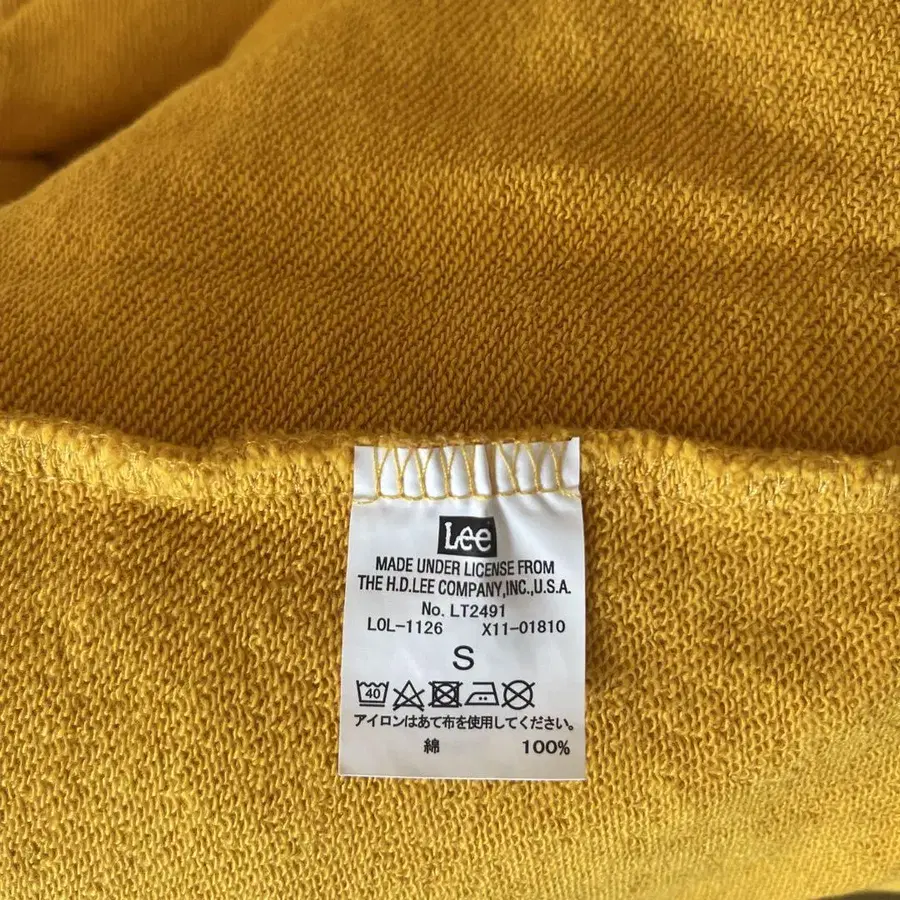 Lee
MADE UNDER LICENSE FROM
THE H.D.LEE COMPANY,INC.,U.S.A.
No. LT2491
LOL-1126 X11-01810
S
40
アイロンはあて布を使用してください。
綿 100%